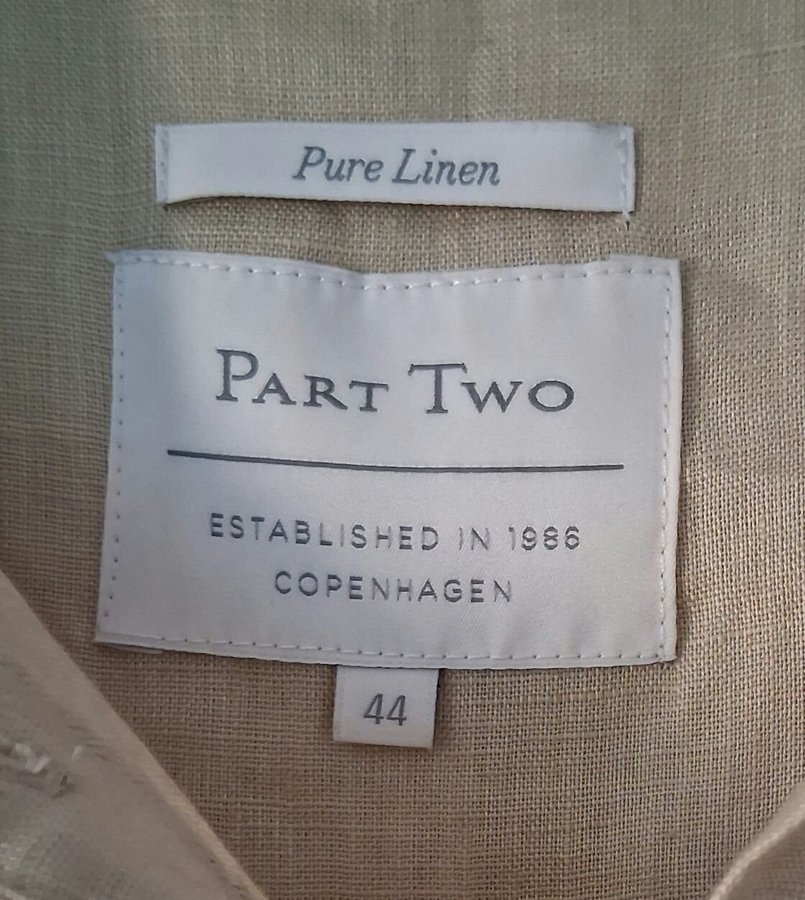 Pure Linen
PART TWO
ESTABLISHED IN 1986
COPENHAGEN
44